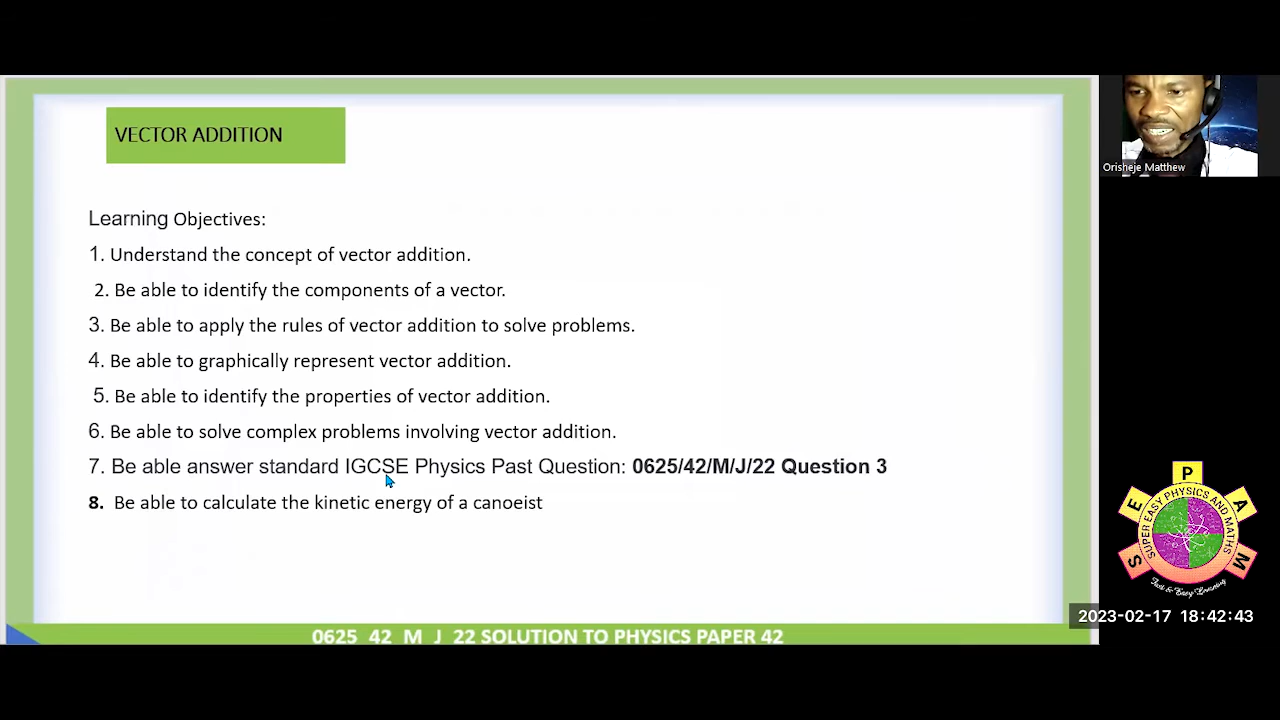 VECTOR ADDITION
Orisheje Matthew
Learning Objectives:
1. Understand the concept of vector addition.
2. Be able to identify the components of a vector.
3. Be able to apply the rules of vector addition to solve problems.
4. Be able to graphically represent vector addition.
5. Be able to identify the properties of vector addition.
6. Be able to solve complex problems involving vector addition.
7. Be able answer standard IGCSE Physics Past Question: 0625/42/M/J/22 Question 3
8. Be able to calculate the kinetic energy of a canoeist
S E P A M
SUPER EASY PHYSICS AND MATHS
Fast & Easy Learning
2023-02-17 18:42:43
0625 42 M J 22 SOLUTION TO PHYSICS PAPER 42